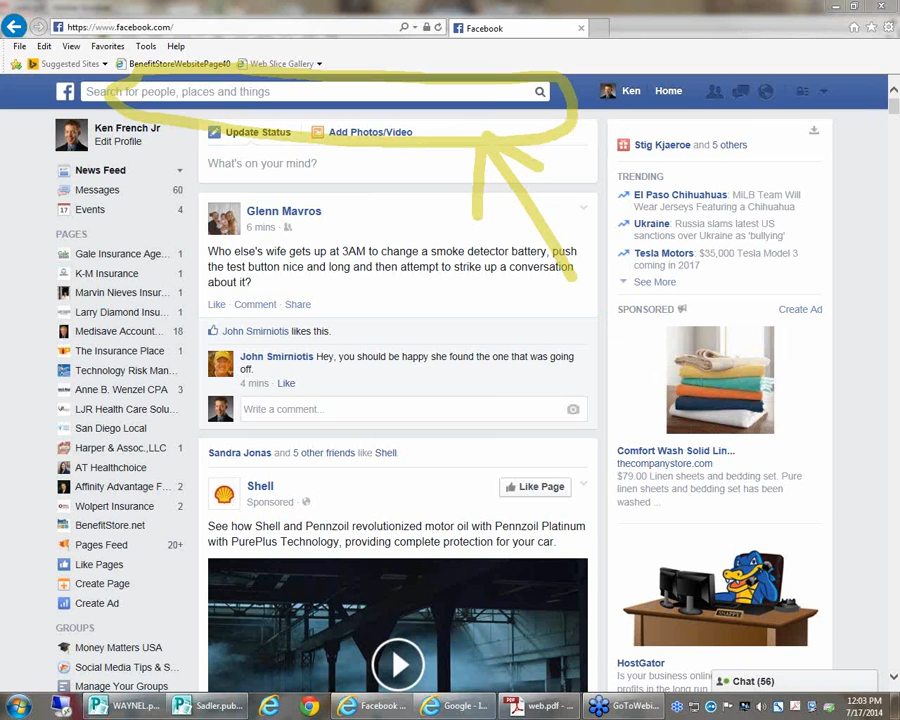 https://www.facebook.com/
Facebook
File Edit View Favorites Tools Help
Suggested Sites BenefitStoreWebsitePage40 Web Slice Gallery
Search for people, places and things
Ken Home
Ken French Jr
Edit Profile
News Feed
Messages 60
Events 4
PAGES
Gale Insurance Age... 1
K-M Insurance 1
Marvin Nieves Insur... 1
Larry Diamond Insu... 1
Medisave Account... 18
The Insurance Place 1
Technology Risk Man...
Anne B. Wenzel CPA 3
LJR Health Care Solu...
San Diego Local
Harper & Assoc.,LLC 1
AT Healthchoice
Affinity Advantage F... 2
Wolpert Insurance 2
BenefitStore.net
Pages Feed 20+
Like Pages
Create Page
Create Ad
GROUPS
Money Matters USA
Social Media Tips & S...
Manage Your Groups
Update Status Add Photos/Video
What's on your mind?
Glenn Mavros
6 mins ·
Who else's wife gets up at 3AM to change a smoke detector battery, push
the test button nice and long and then attempt to strike up a conversation
about it?
Like · Comment · Share
John Smirniotis likes this.
John Smirniotis Hey, you should be happy she found the one that was going
off.
4 mins · Like
Write a comment...
Sandra Jonas and 5 other friends like Shell.
Shell
Sponsored ·
Like Page
See how Shell and Pennzoil revolutionized motor oil with Pennzoil Platinum
with PurePlus Technology, providing complete protection for your car.
Stig Kjaeroe and 5 others
TRENDING
El Paso Chihuahuas: MiLB Team Will
Wear Jerseys Featuring a Chihuahua
Ukraine: Russia slams latest US
sanctions over Ukraine as 'bullying'
Tesla Motors: $35,000 Tesla Model 3
coming in 2017
See More
SPONSORED Create Ad
Comfort Wash Solid Lin...
thecompanystore.com
$79.00 Linen sheets and bedding set. Pure
linen sheets and bedding set has been
washed ...
SNAPPY
HostGator
Is your business online
profits in the long run
Chat (56)
WAYNEL.p... Sadler.pub... Facebook ... Google - I... web.pdf - ... GoToWebi...
12:03 PM
7/17/2014